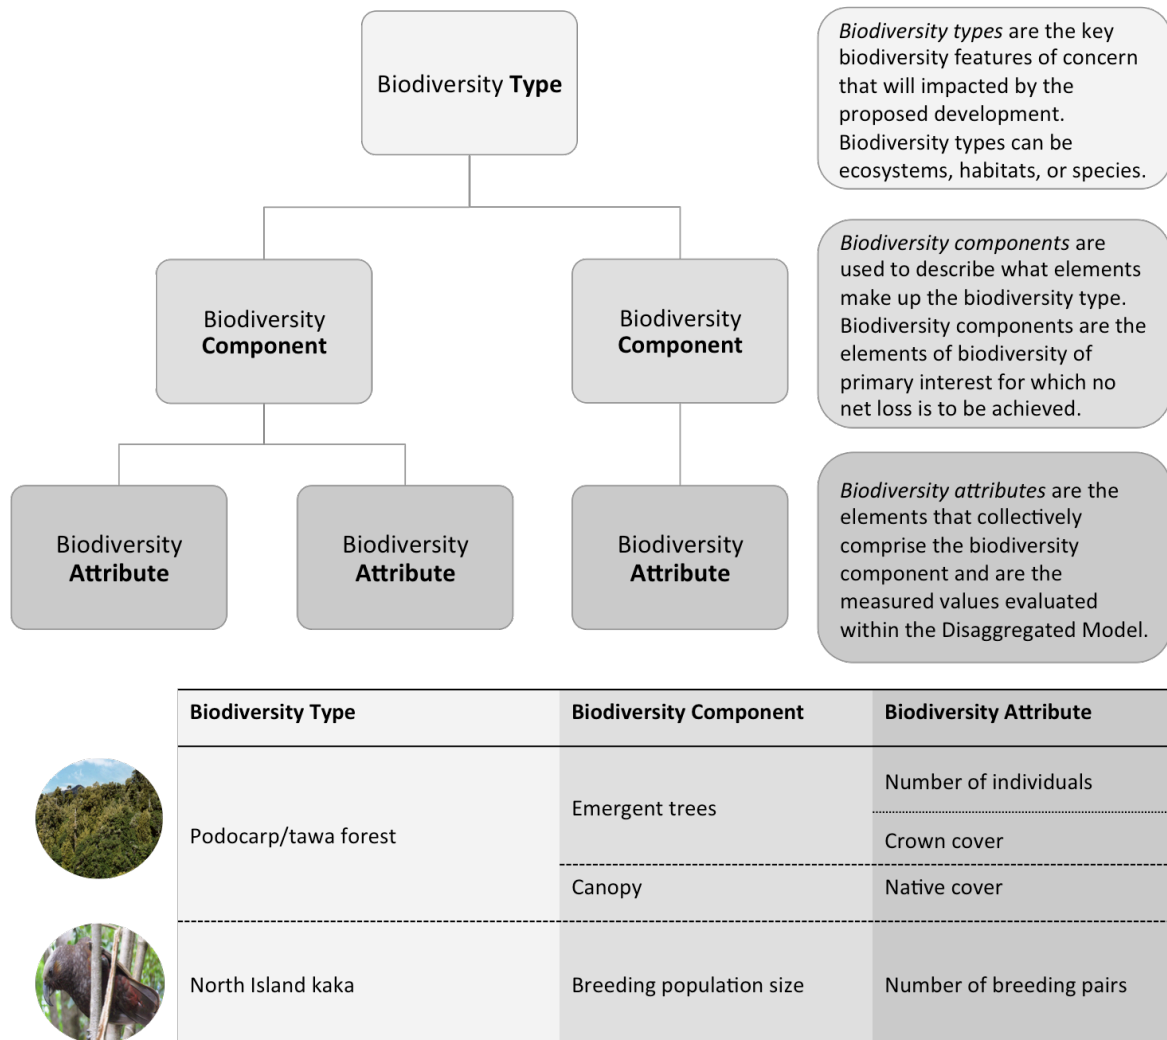 Biodiversity Type
Biodiversity types are the key
biodiversity features of concern
that will impacted by the
proposed development.
Biodiversity types can be
ecosystems, habitats, or species.
Biodiversity
Component
Biodiversity
Component
Biodiversity components are
used to describe what elements
make up the biodiversity type.
Biodiversity components are the
elements of biodiversity of
primary interest for which no
net loss is to be achieved.
Biodiversity
Attribute
Biodiversity
Attribute
Biodiversity
Attribute
Biodiversity attributes are the
elements that collectively
comprise the biodiversity
component and are the
measured values evaluated
within the Disaggregated Model.
Biodiversity Type
Biodiversity Component
Biodiversity Attribute
Podocarp/tawa forest
Emergent trees
Number of individuals
Crown cover
Canopy
Native cover
North Island kaka
Breeding population size
Number of breeding pairs